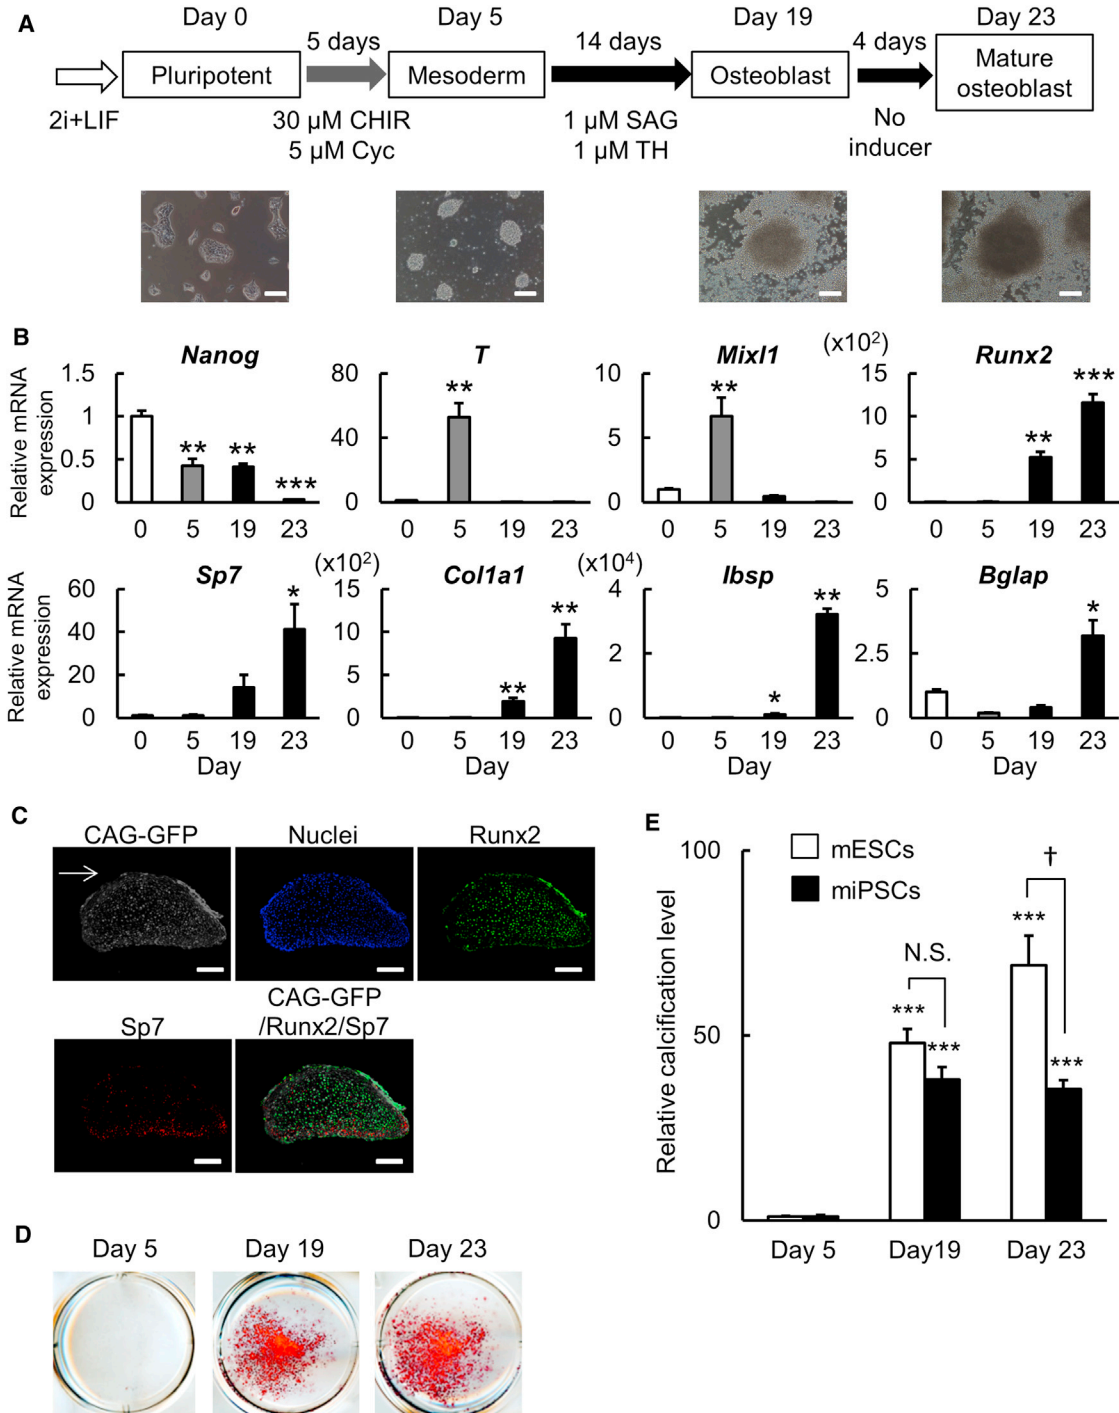 A
Day 0
Day 5
Day 19
Day 23
5 days
14 days
4 days
Pluripotent
Mesoderm
Osteoblast
Mature
osteoblast
2i+LIF
30 µM CHIR
5 µM Cyc
1 µM SAG
1 µM TH
No
inducer
B
Relative mRNA
expression
Nanog
1.5
1
0.5
0
**
**
***
0 5 19 23
T
80
40
0
**
0 5 19 23
Mixl1
10
5
0
**
0 5 19 23
(x10²)
Runx2
15
10
5
0
**
***
0 5 19 23
Relative mRNA
expression
Sp7
60
40
20
0
*
0 5 19 23
Day
(x10²)
Col1a1
15
10
5
0
**
**
0 5 19 23
Day
(x10⁴)
Ibsp
4
2
0
*
**
0 5 19 23
Day
Bglap
5
2.5
0
*
0 5 19 23
Day
C
CAG-GFP
Nuclei
Runx2
Sp7
CAG-GFP
/Runx2/Sp7
D
Day 5
Day 19
Day 23
E
Relative calcification level
100
50
0
mESCs
miPSCs
N.S.
†
***
***
***
***
Day 5
Day19
Day 23